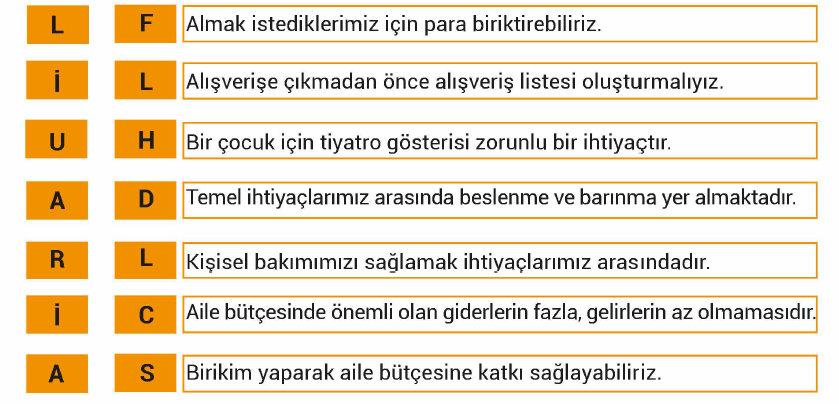 L F Almak istediklerimiz için para biriktirebiliriz.
İ L Alışverişe çıkmadan önce alışveriş listesi oluşturmalıyız.
U H Bir çocuk için tiyatro gösterisi zorunlu bir ihtiyaçtır.
A D Temel ihtiyaçlarımız arasında beslenme ve barınma yer almaktadır.
R L Kişisel bakımımızı sağlamak ihtiyaçlarımız arasındadır.
İ C Aile bütçesinde önemli olan giderlerin fazla, gelirlerin az olmamasıdır.
A S Birikim yaparak aile bütçesine katkı sağlayabiliriz.